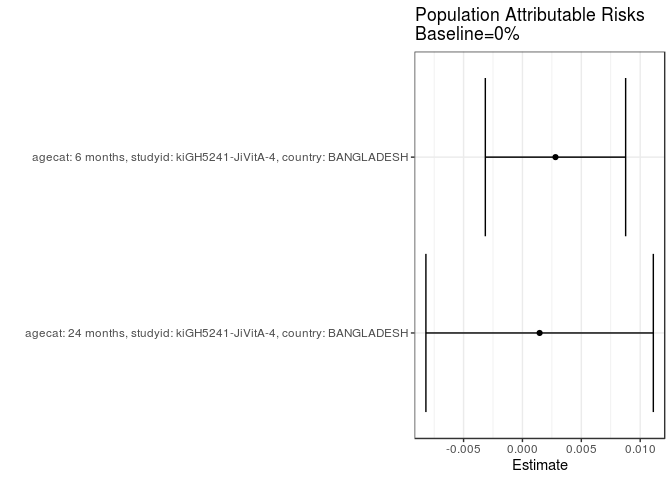 Population Attributable Risks
Baseline=0%
agecat: 6 months, studyid: kiGH5241-JiVitA-4, country: BANGLADESH
agecat: 24 months, studyid: kiGH5241-JiVitA-4, country: BANGLADESH
-0.005 0.000 0.005 0.010
Estimate